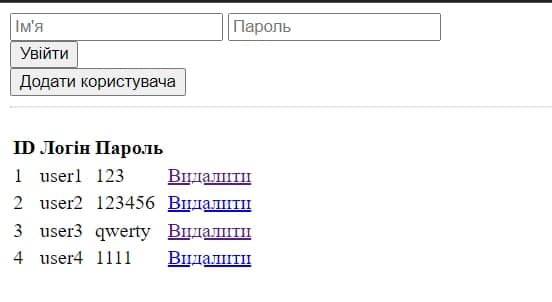 Ім'я Пароль
Увійти
Додати користувача
ID Логін Пароль
1 user1 123 Видалити
2 user2 123456 Видалити
3 user3 qwerty Видалити
4 user4 1111 Видалити